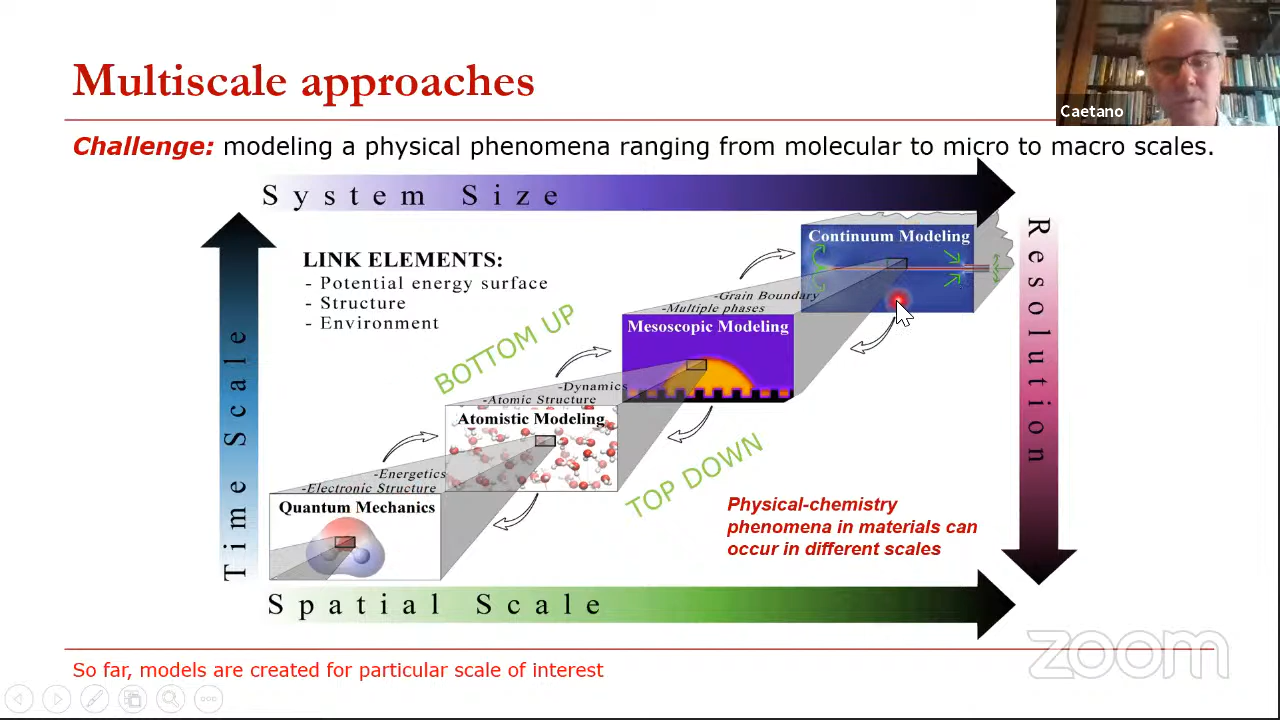 Multiscale approaches
Caetano
Challenge: modeling a physical phenomena ranging from molecular to micro to macro scales.
System Size
Time Scale
Resolution
LINK ELEMENTS:
- Potential energy surface
- Structure
- Environment
BOTTOM UP
Continuum Modeling
-Grain Boundary
-Multiple phases
Mesoscopic Modeling
-Dynamics
-Atomic Structure
Atomistic Modeling
TOP DOWN
-Energetics
-Electronic Structure
Quantum Mechanics
Physical-chemistry
phenomena in materials can
occur in different scales
Spatial Scale
zoom
So far, models are created for particular scale of interest